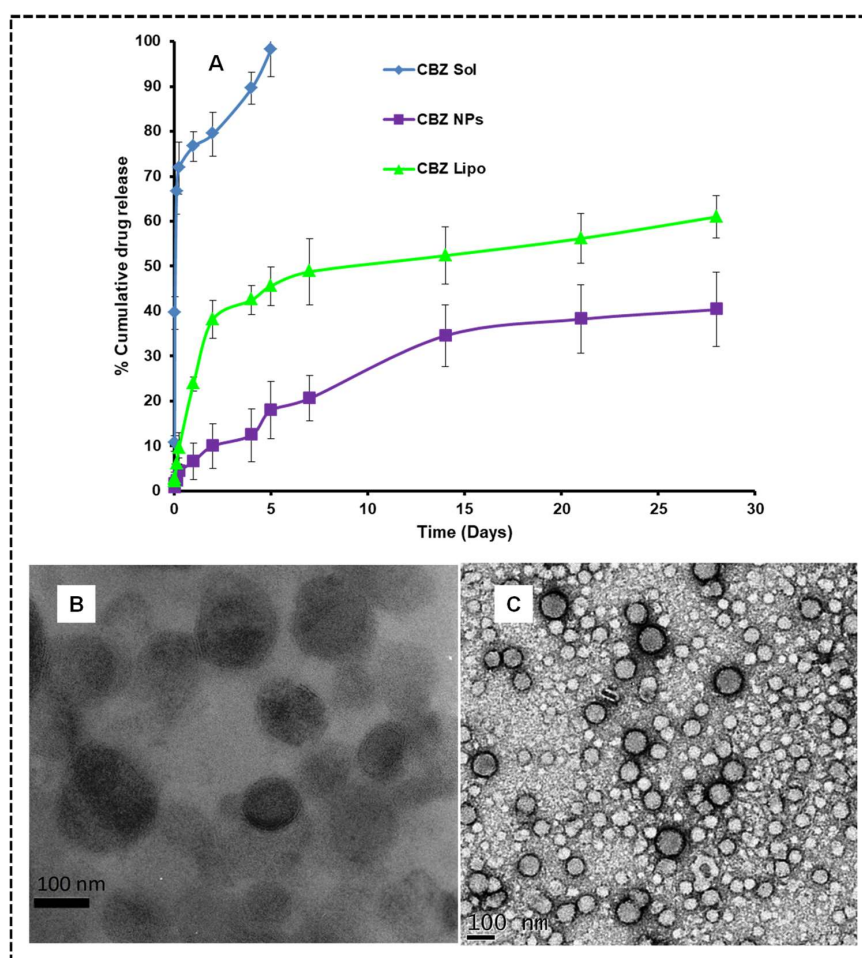 A
CBZ Sol
CBZ NPs
CBZ Lipo
% Cumulative drug release
100
90
80
70
60
50
40
30
20
10
0
0 5 10 15 20 25 30
Time (Days)
B
100 nm
C
100 nm